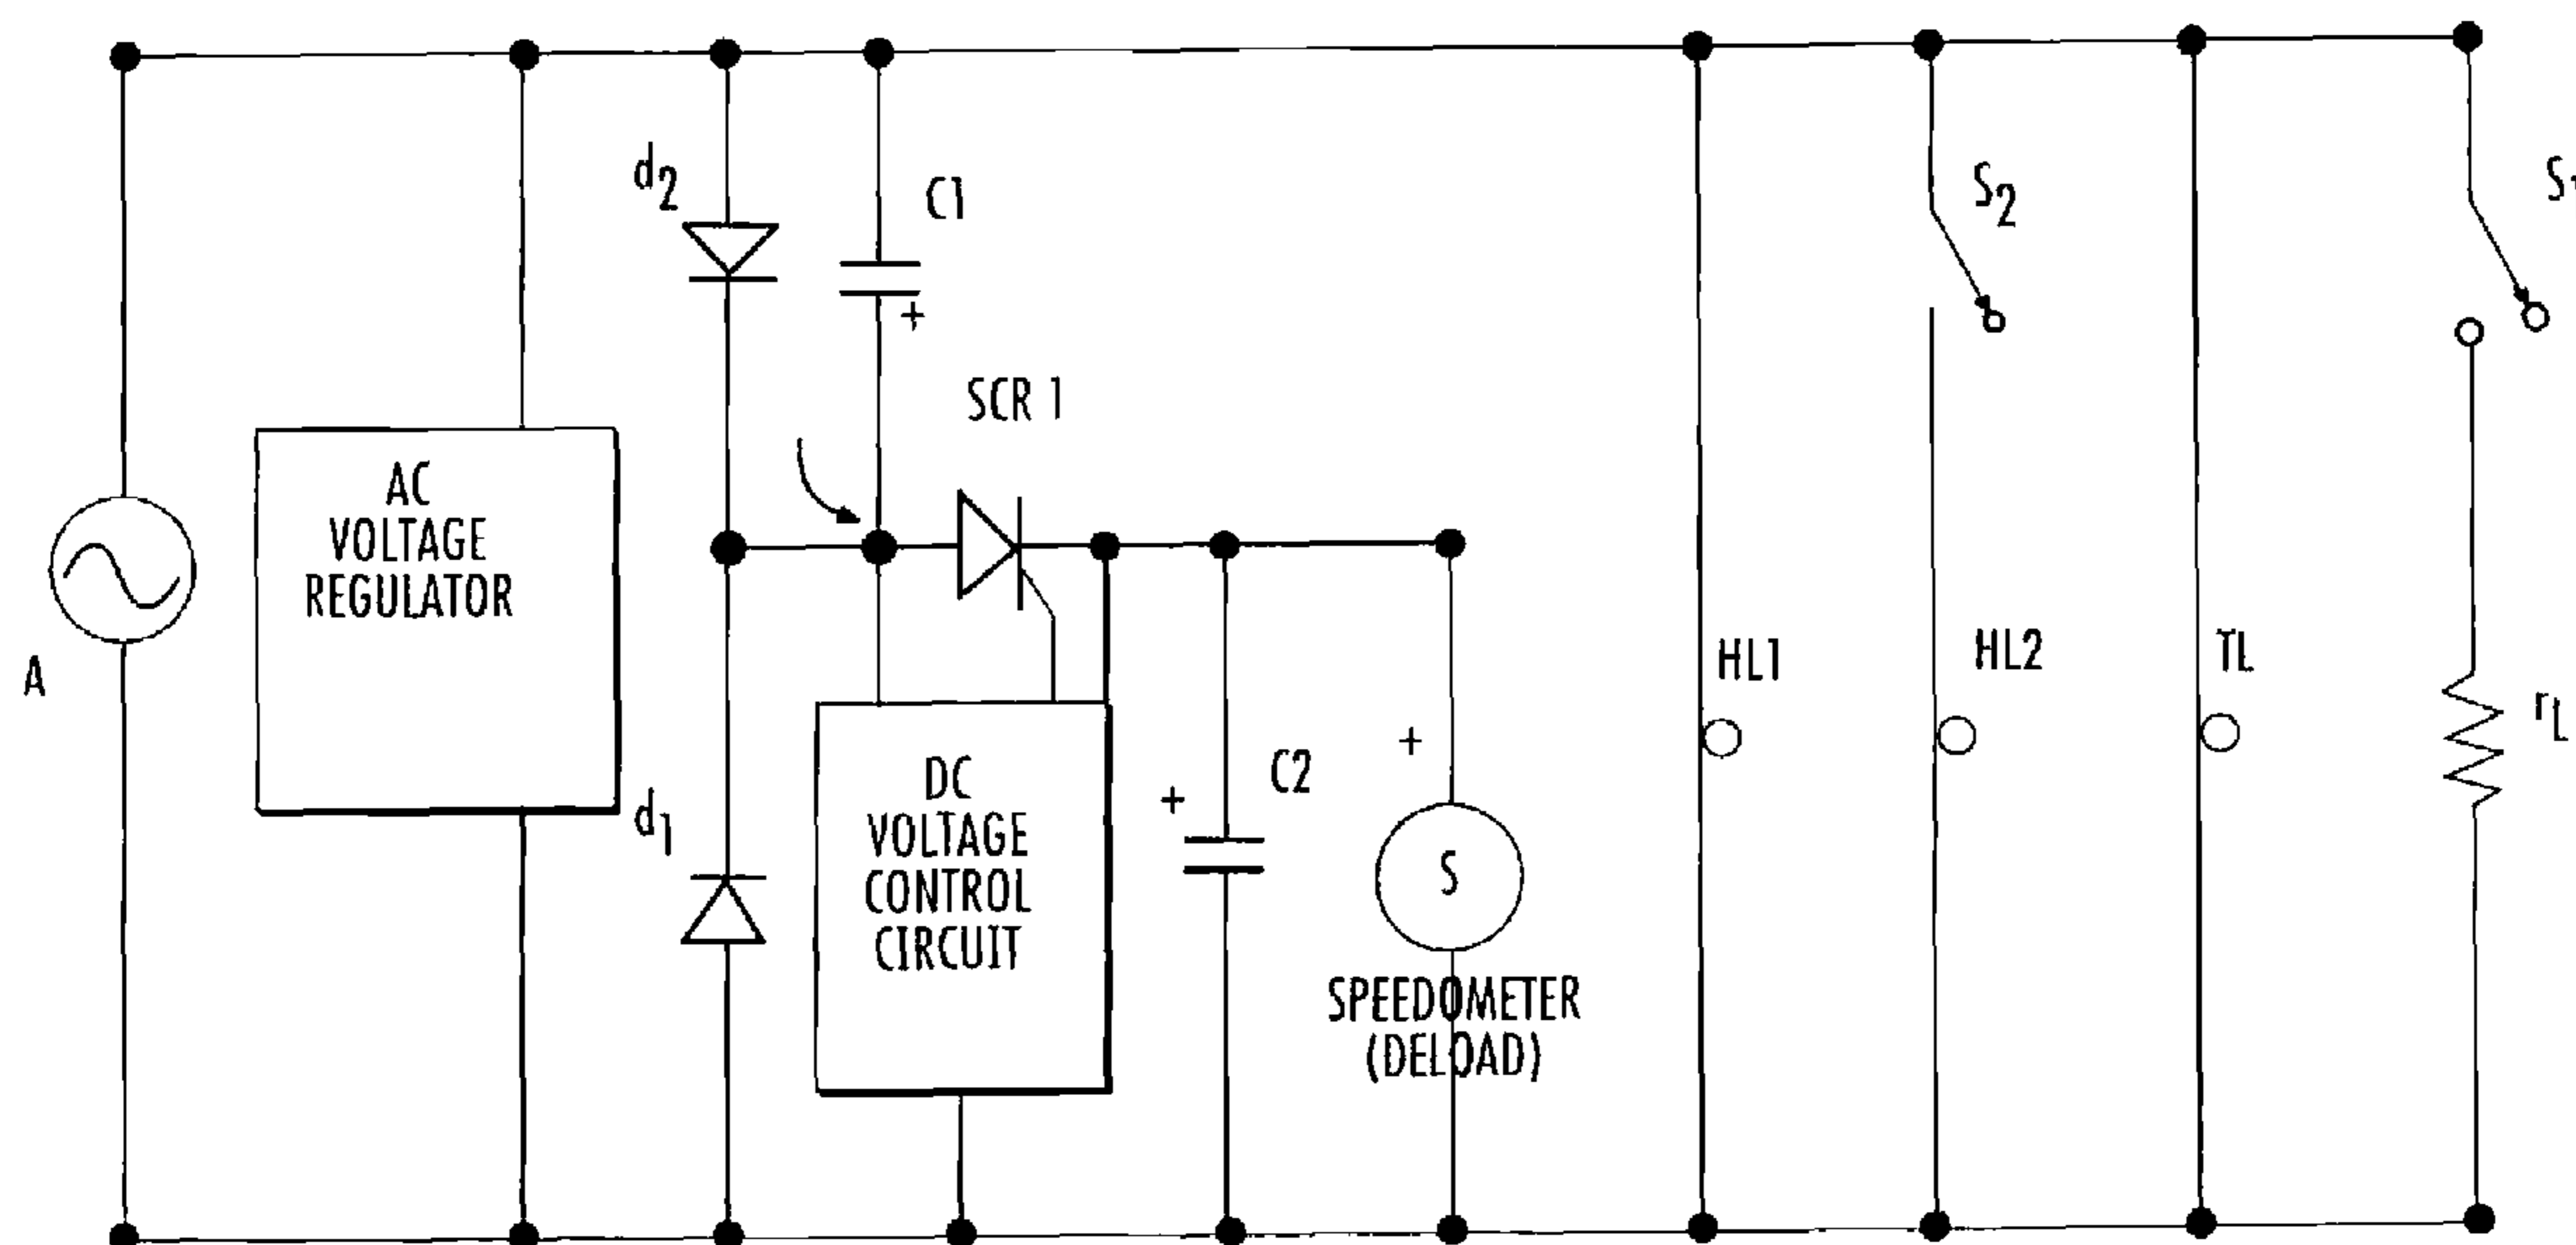 d2
C1
S2
S1
SCR 1
AC
VOLTAGE
REGULATOR
A
HL1
HL2
TL
rL
+
d1
DC
VOLTAGE
CONTROL
CIRCUIT
+
C2
+
S
SPEEDOMETER
(DELOAD)